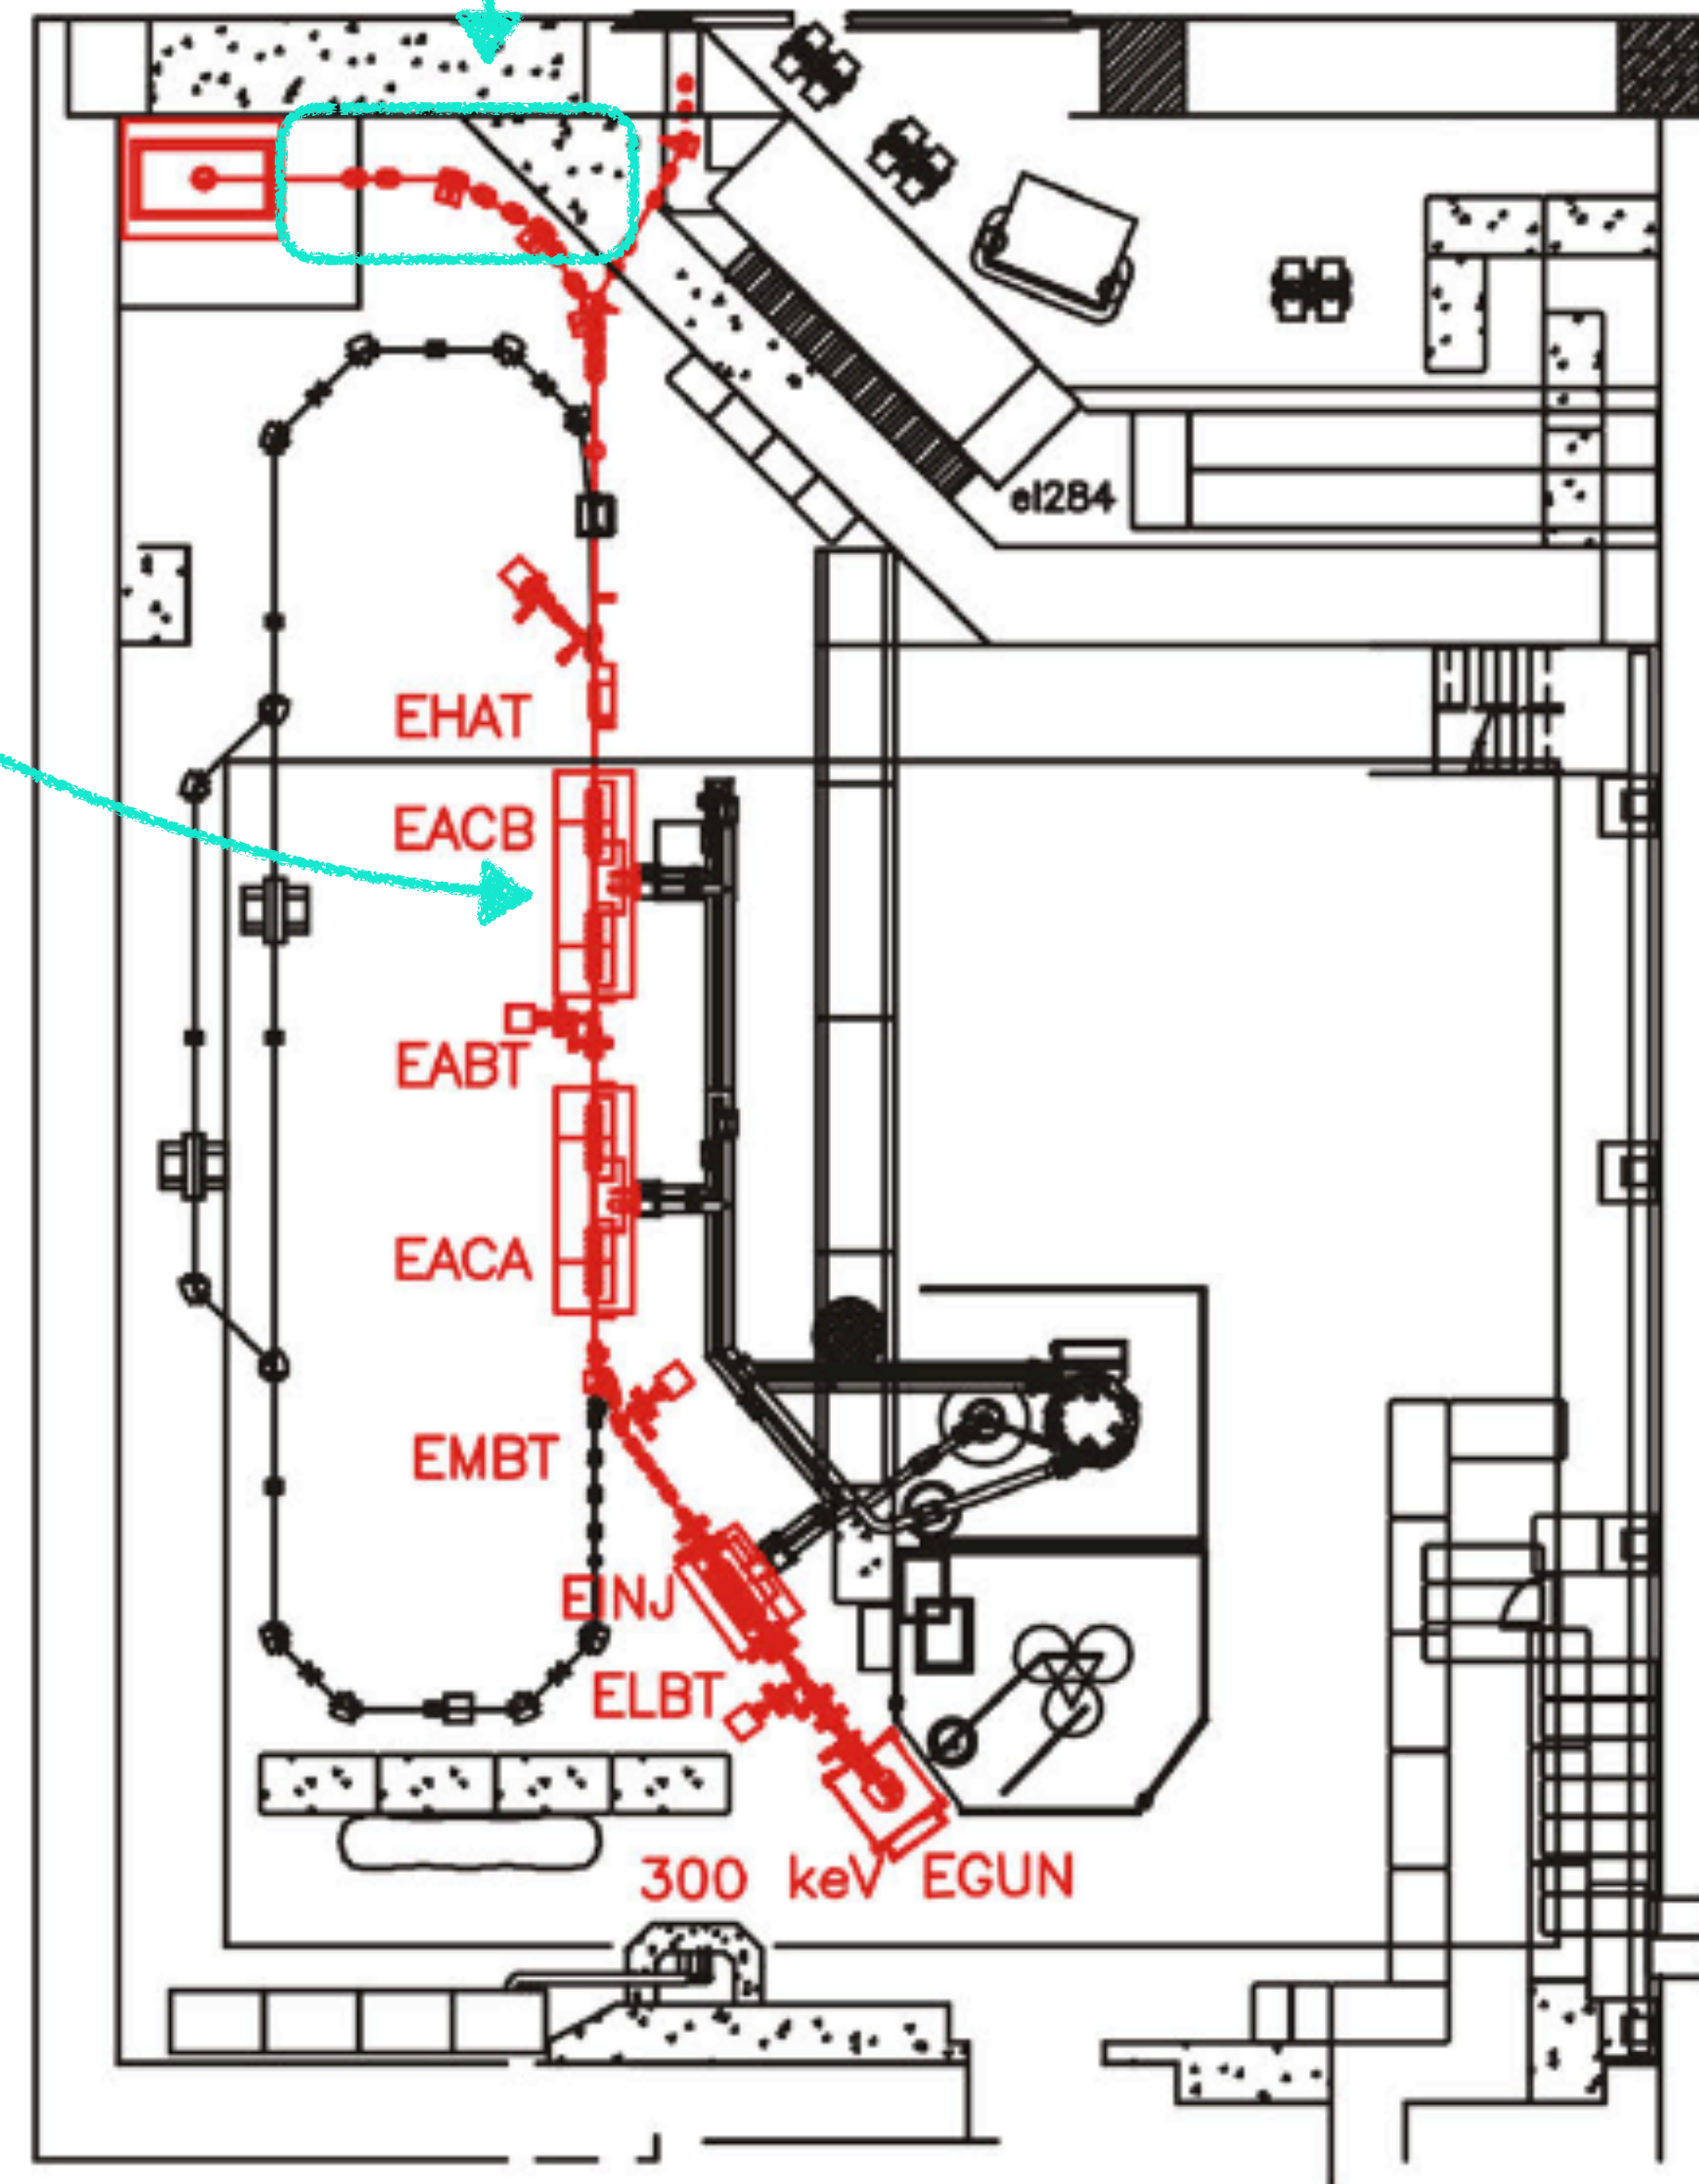 el284
EHAT
EACB
EABT
EACA
EMBT
EINJ
ELBT
300 keV EGUN